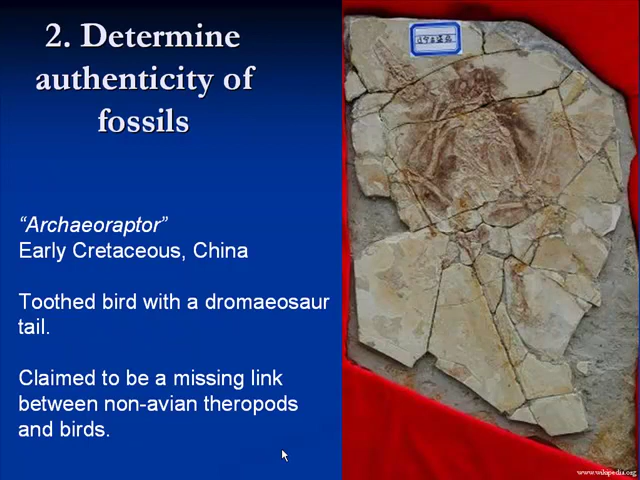 2. Determine
authenticity of
fossils
“Archaeoraptor”
Early Cretaceous, China
Toothed bird with a dromaeosaur
tail.
Claimed to be a missing link
between non-avian theropods
and birds.
www.wikipedia.org